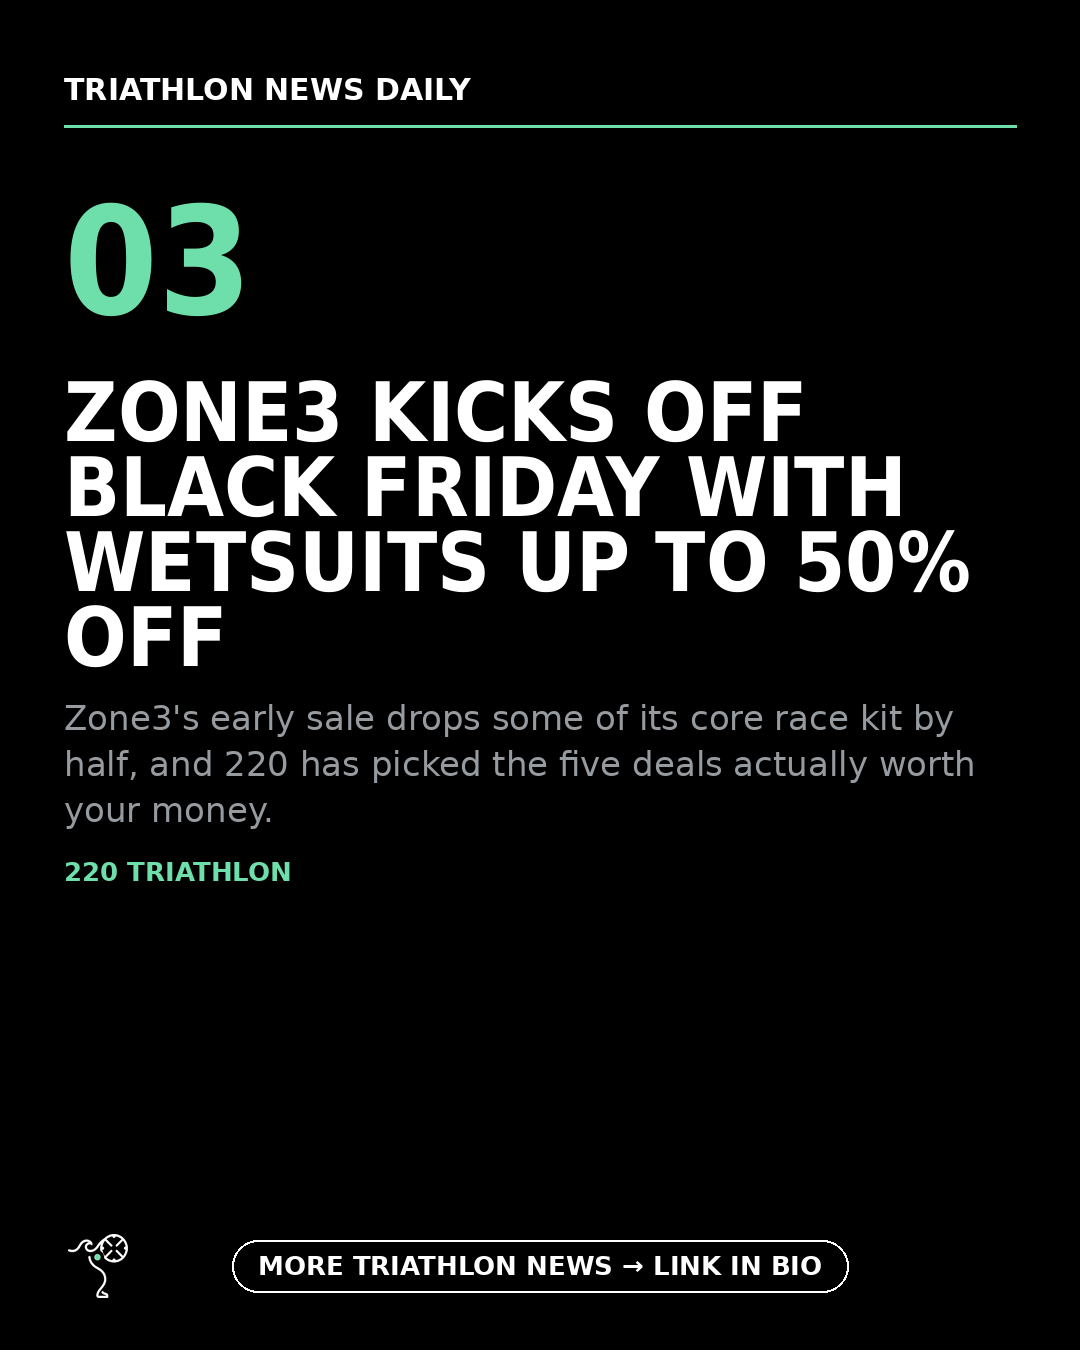 TRIATHLON NEWS DAILY
03
ZONE3 KICKS OFF
BLACK FRIDAY WITH
WETSUITS UP TO 50%
OFF
Zone3's early sale drops some of its core race kit by
half, and 220 has picked the five deals actually worth
your money.
220 TRIATHLON
MORE TRIATHLON NEWS → LINK IN BIO